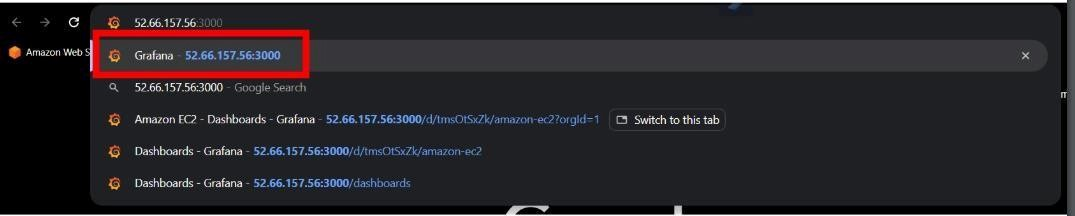 52.66.157.56:3000
Grafana - 52.66.157.56:3000
Amazon Web S
52.66.157.56:3000 - Google Search
Amazon EC2 - Dashboards - Grafana - 52.66.157.56:3000/d/tmsOtSxZk/amazon-ec2?orgId=1 Switch to this tab
Dashboards - Grafana - 52.66.157.56:3000/d/tmsOtSxZk/amazon-ec2
Dashboards - Grafana - 52.66.157.56:3000/dashboards